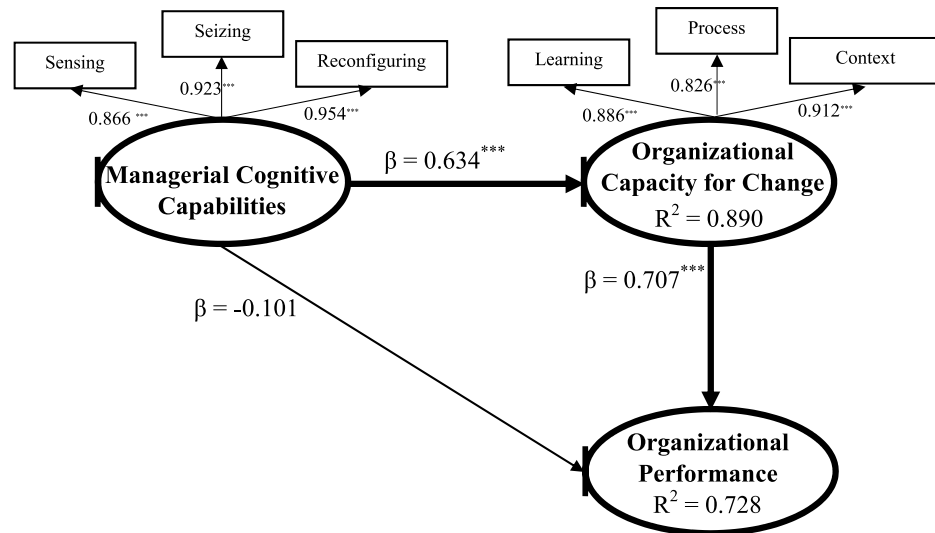 Seizing
Process
Sensing
Reconfiguring
Learning
Context
0.923***
0.826***
0.866 ***
0.954***
0.886***
0.912***
Managerial Cognitive
Capabilities
β = 0.634***
Organizational
Capacity for Change
R² = 0.890
β = 0.707***
β = -0.101
Organizational
Performance
R² = 0.728